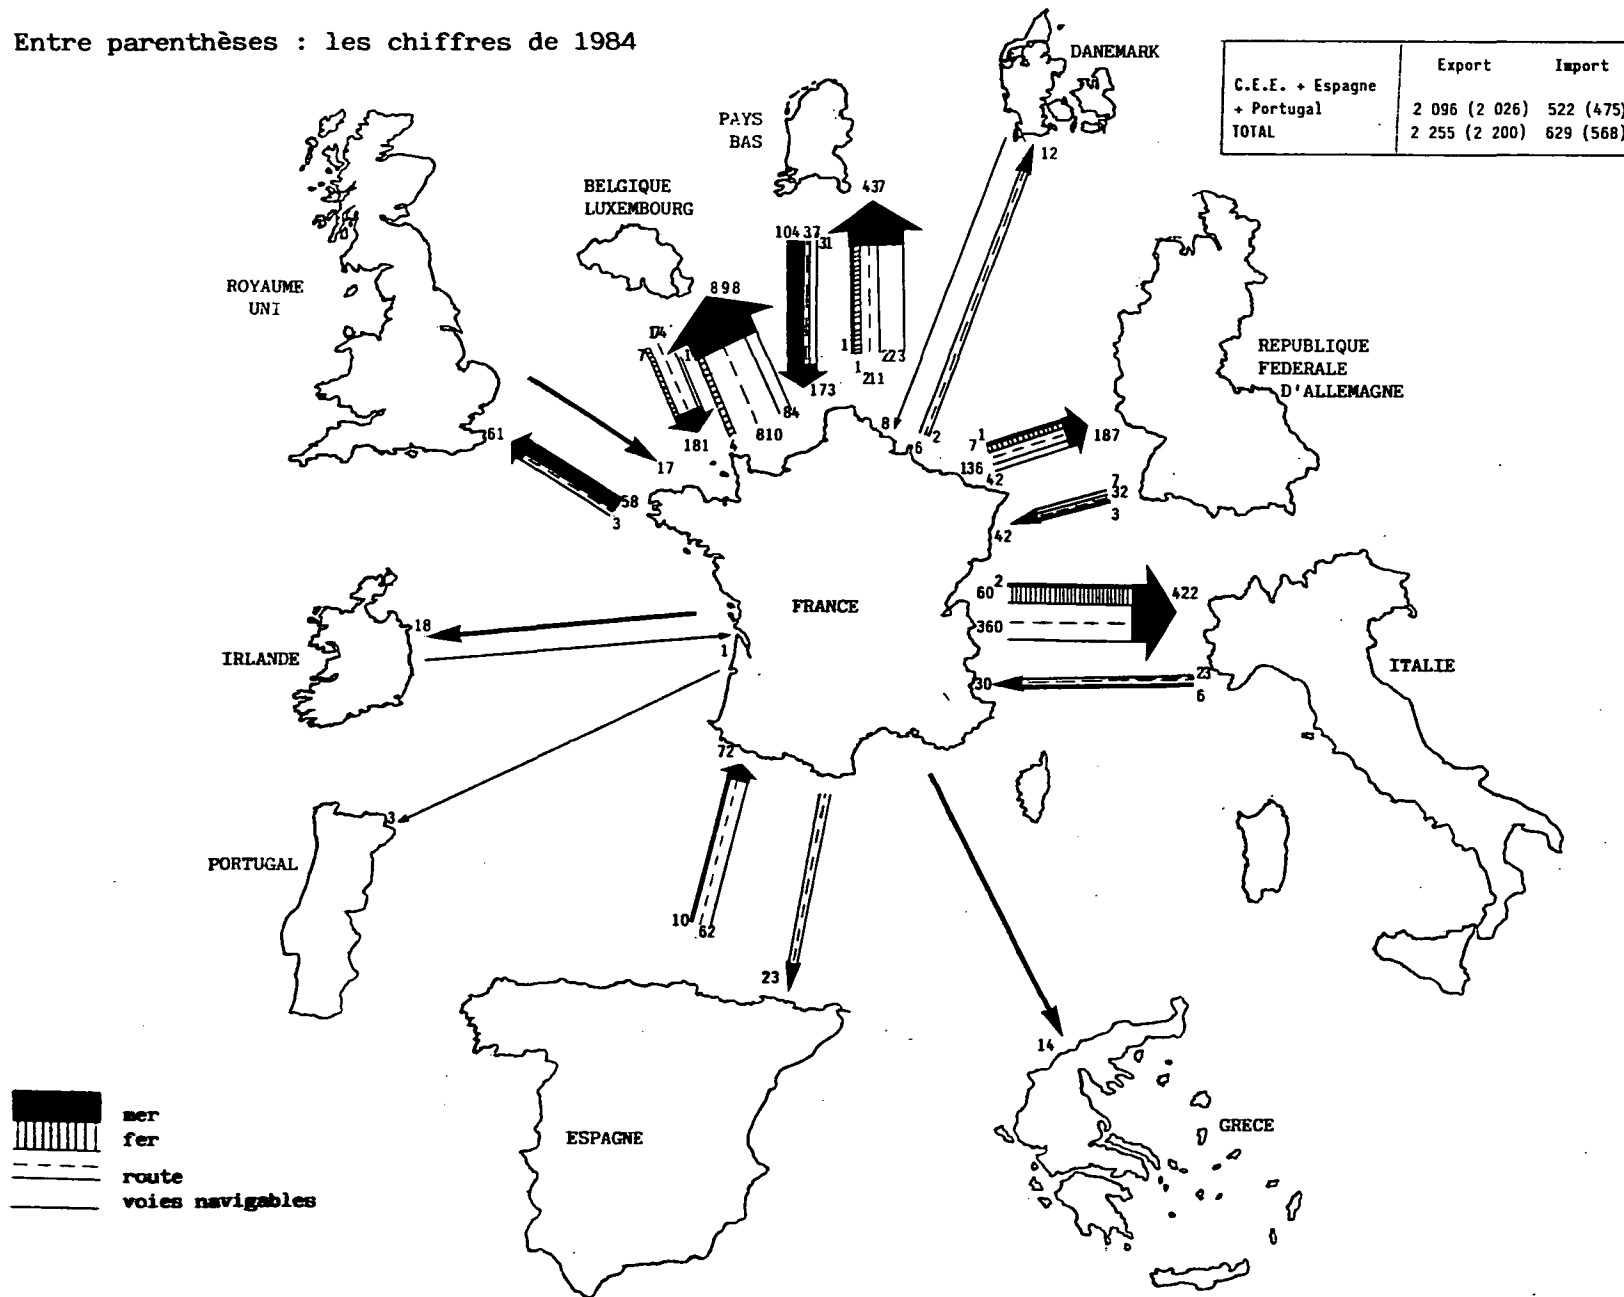 Entre parenthèses : les chiffres de 1984
Export Import
C.E.E. + Espagne
+ Portugal 2 096 (2 026) 522 (475)
TOTAL 2 255 (2 200) 629 (568)
DANEMARK
12
PAYS
BAS
437
BELGIQUE
LUXEMBOURG
104 37
31
ROYAUME
UNI
898
174
7
1
1
1
211
223
173
84
810
4
181
8
6
2
REPUBLIQUE
FEDERALE
D'ALLEMAGNE
1
7
187
136
42
61
17
58
3
7
32
3
42
FRANCE
2
60
422
360
18
IRLANDE
1
ITALIE
23
30
6
72
3
PORTUGAL
10
62
23
14
mer
fer
route
voies navigables
ESPAGNE
GRECE